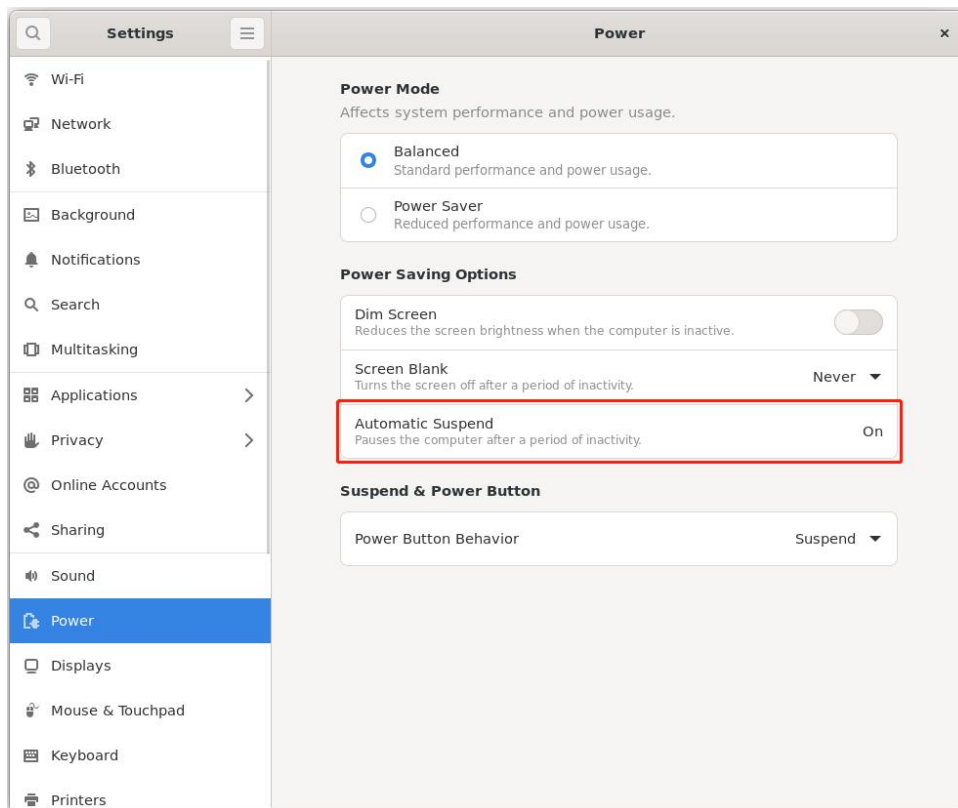 Settings
Power
Wi-Fi
Network
Bluetooth
Background
Notifications
Search
Multitasking
Applications
Privacy
Online Accounts
Sharing
Sound
Power
Displays
Mouse & Touchpad
Keyboard
Printers
Power Mode
Affects system performance and power usage.
Balanced
Standard performance and power usage.
Power Saver
Reduced performance and power usage.
Power Saving Options
Dim Screen
Reduces the screen brightness when the computer is inactive.
Screen Blank
Turns the screen off after a period of inactivity.
Never
Automatic Suspend
Pauses the computer after a period of inactivity.
On
Suspend & Power Button
Power Button Behavior
Suspend